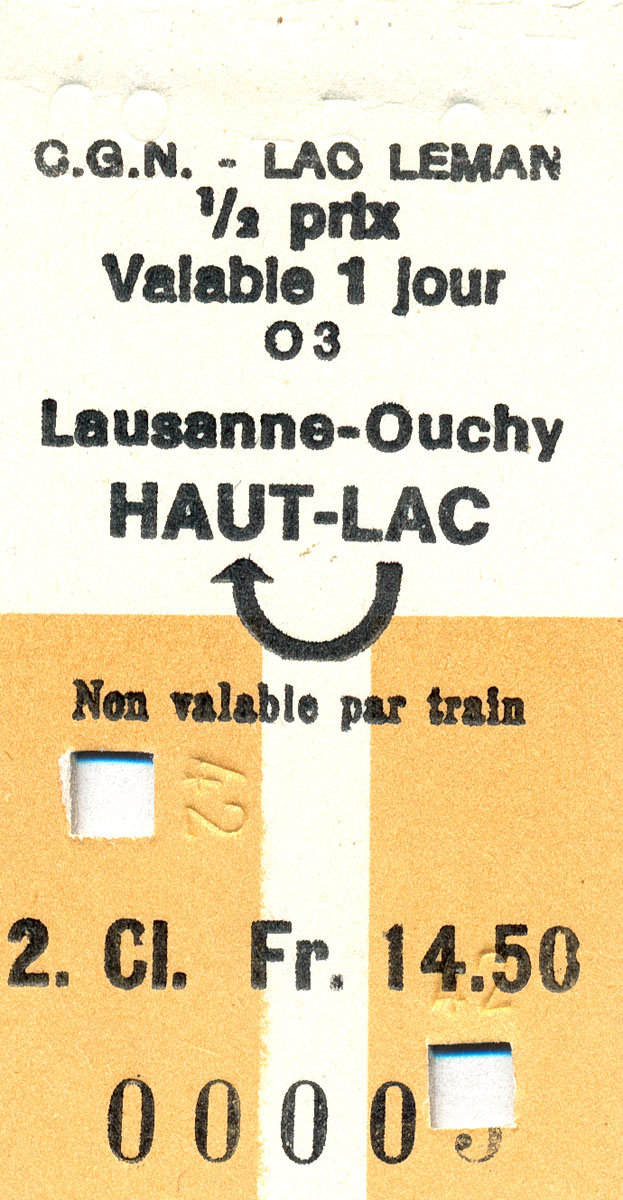 C.G.N. - LAC LEMAN
1/2 prix
Valable 1 jour
03
Lausanne-Ouchy
HAUT-LAC
Non valable par train
42
2. Cl. Fr. 14.50
0000